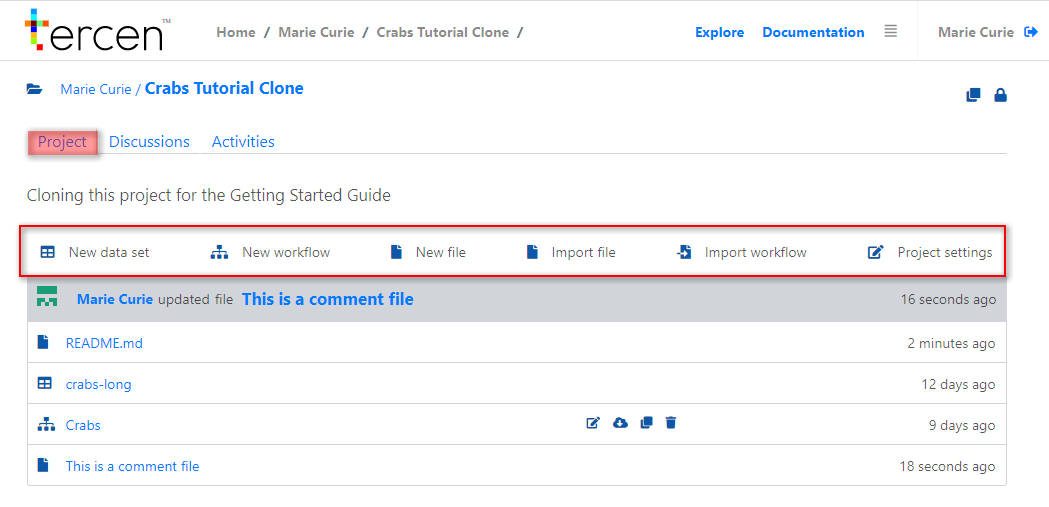 tercen™ Home / Marie Curie / Crabs Tutorial Clone / Explore Documentation Marie Curie
Marie Curie / Crabs Tutorial Clone
Project Discussions Activities
Cloning this project for the Getting Started Guide
New data set New workflow New file Import file Import workflow Project settings
Marie Curie updated file This is a comment file 16 seconds ago
README.md 2 minutes ago
crabs-long 12 days ago
Crabs 9 days ago
This is a comment file 18 seconds ago